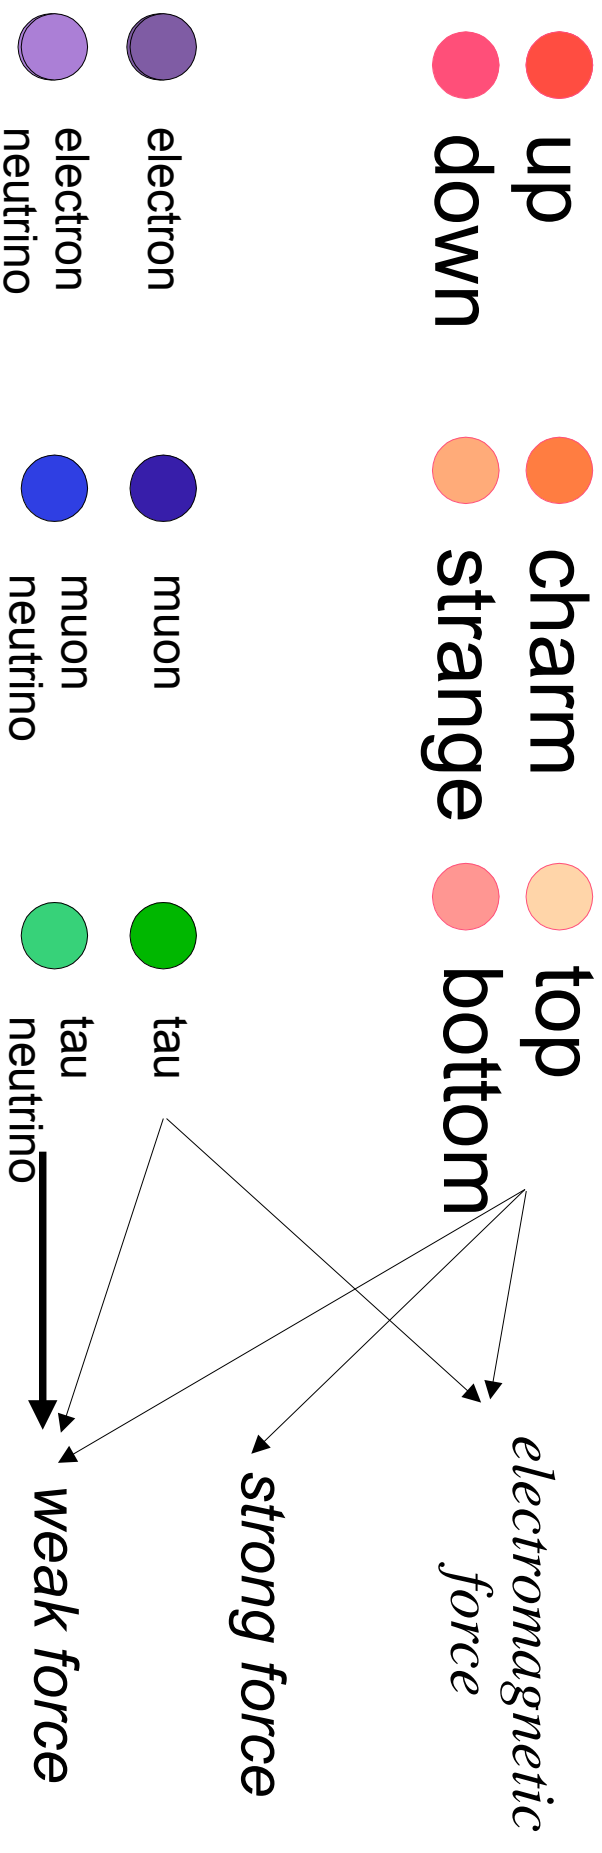 up
charm
top
down
strange
bottom
electron
muon
tau
electron
neutrino
muon
neutrino
tau
neutrino
electromagnetic
force
strong force
weak force